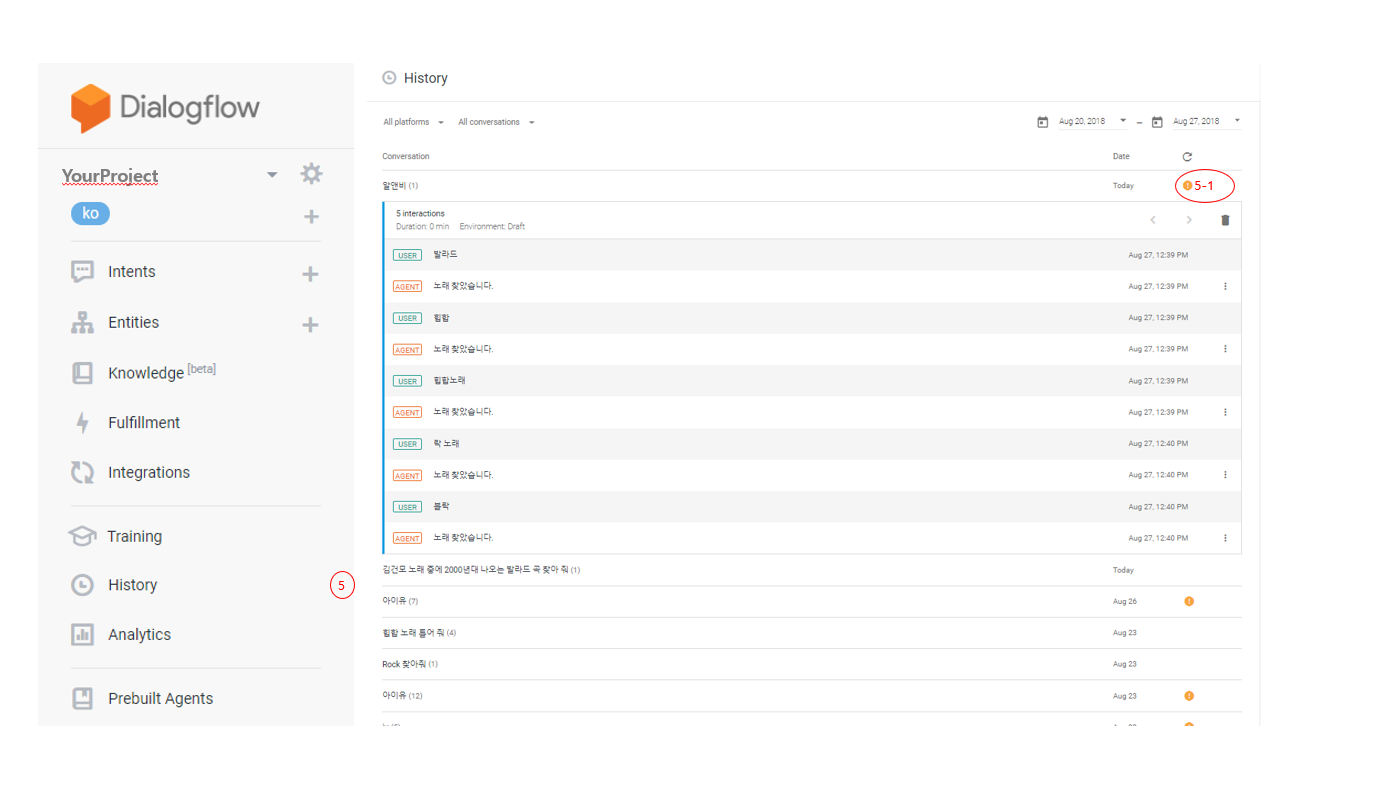 Dialogflow
YourProject
ko
Intents
Entities
Knowledge [beta]
Fulfillment
Integrations
Training
History
5
Analytics
Prebuilt Agents
History
All platforms All conversations Aug 20, 2018 – Aug 27, 2018
Conversation Date
알앤비 (1) Today 5-1
5 interactions
Duration: 0 min Environment: Draft
USER 발라드 Aug 27, 12:39 PM
AGENT 노래 찾았습니다. Aug 27, 12:39 PM
USER 힙합 Aug 27, 12:39 PM
AGENT 노래 찾았습니다. Aug 27, 12:39 PM
USER 힙합노래 Aug 27, 12:39 PM
AGENT 노래 찾았습니다. Aug 27, 12:39 PM
USER 락 노래 Aug 27, 12:40 PM
AGENT 노래 찾았습니다. Aug 27, 12:40 PM
USER 블락 Aug 27, 12:40 PM
AGENT 노래 찾았습니다. Aug 27, 12:40 PM
김건모 노래 중에 2000년대 나오는 발라드 곡 찾아 줘 (1) Today
아이유 (7) Aug 26
힙합 노래 틀어 줘 (4) Aug 23
Rock 찾아줘 (1) Aug 23
아이유 (12) Aug 23